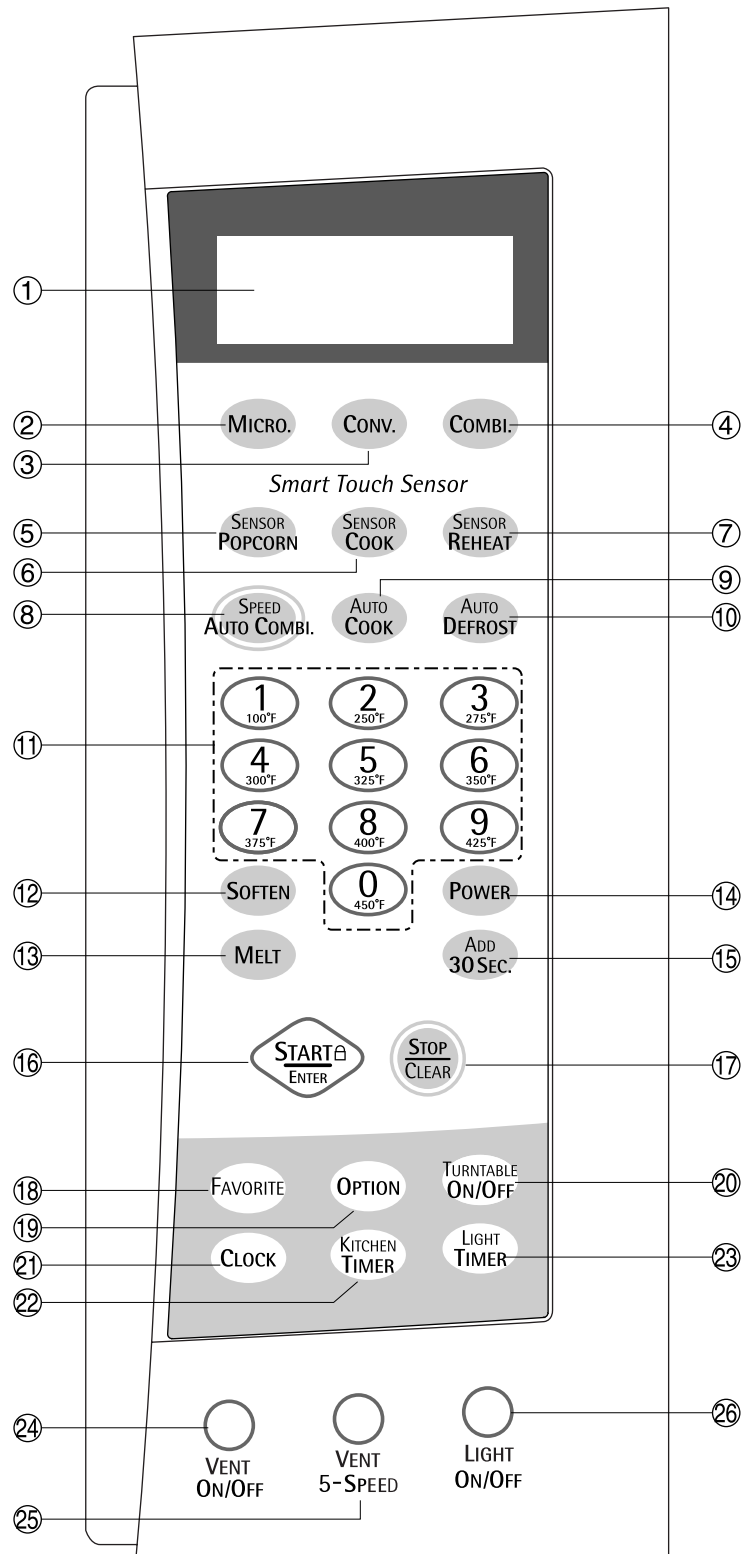 ①
② MICRO. CONV. COMBI. ④
③
Smart Touch Sensor
⑤ SENSOR POPCORN
SENSOR COOK
SENSOR REHEAT ⑦
⑥
⑨
⑧ SPEED AUTO COMBI.
AUTO COOK
AUTO DEFROST ⑩
1 100°F
2 250°F
3 275°F
⑪
4 300°F
5 325°F
6 350°F
7 375°F
8 400°F
9 425°F
⑫ SOFTEN
0 450°F
POWER ⑭
⑬ MELT
ADD 30 SEC. ⑮
⑯ START ENTER
STOP CLEAR ⑰
⑱ FAVORITE
OPTION
TURNTABLE ON/OFF ⑳
⑲
㉑ CLOCK
KITCHEN TIMER
LIGHT TIMER ㉓
㉒
㉔ VENT ON/OFF
VENT 5-SPEED
LIGHT ON/OFF ㉖
㉕